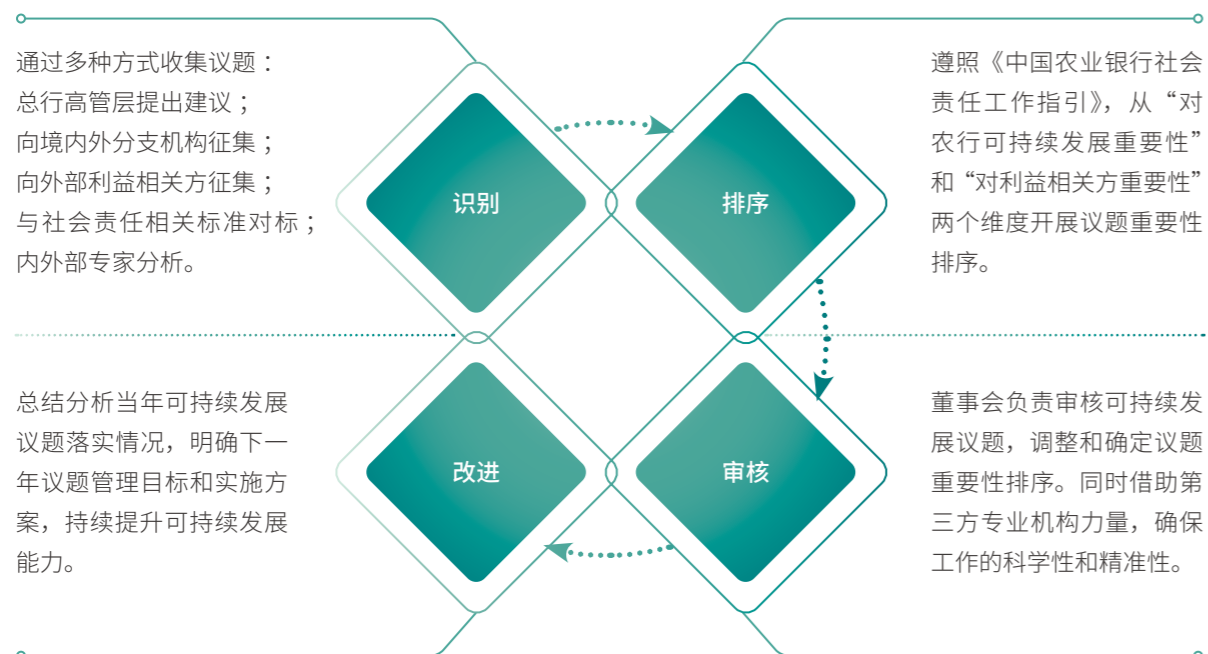 通过多种方式收集议题：
总行高管层提出建议；
向境内外分支机构征集；
向外部利益相关方征集；
与社会责任相关标准对标；
内外部专家分析。
识别
排序
遵照《中国农业银行社会
责任工作指引》，从“对
农行可持续发展重要性”
和“对利益相关方重要性”
两个维度开展议题重要性
排序。
总结分析当年可持续发展
议题落实情况，明确下一
年议题管理目标和实施方
案，持续提升可持续发展
能力。
改进
审核
董事会负责审核可持续发
展议题，调整和确定议题
重要性排序。同时借助第
三方专业机构力量，确保
工作的科学性和精准性。